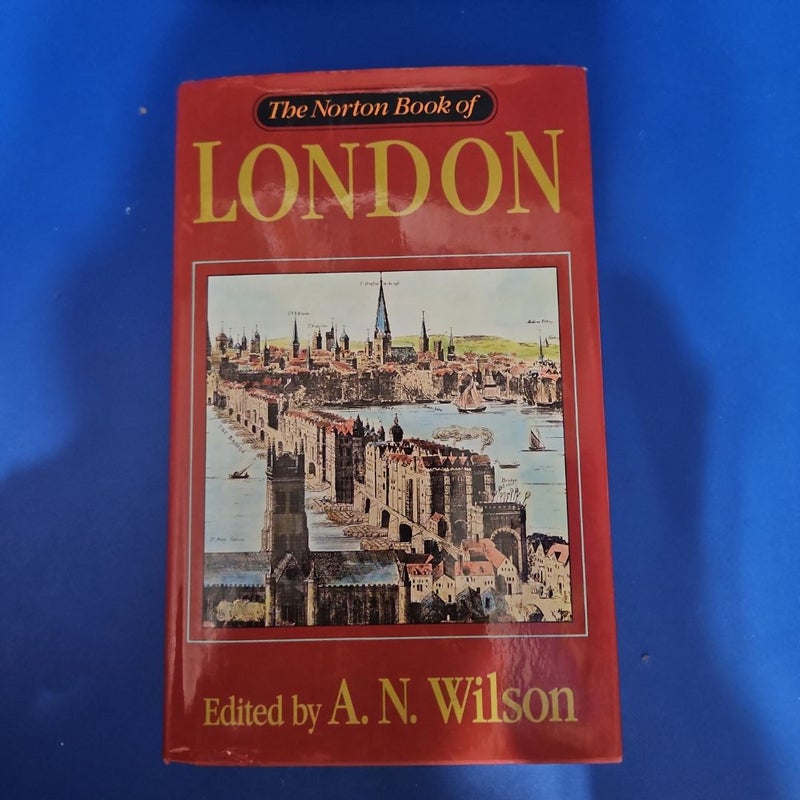 The Norton Book of
LONDON
Edited by A. N. Wilson